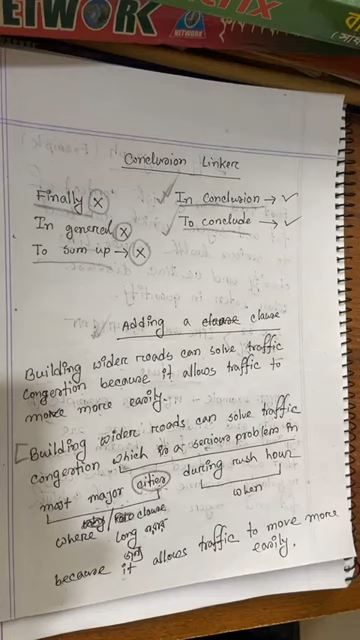 ETWORK
NETWORK
Conclusion Linker
Finally X In conclusion → ✓
In general X To conclude → ✓
To sum up → X
Adding a clause clause
Building wider roads can solve traffic
congestion because it allows traffic to
move more easily.
[Building wider roads can solve traffic
congestion which is a serious problem in
most major cities during rush hour
where long when
because it allows traffic to move more
easily.